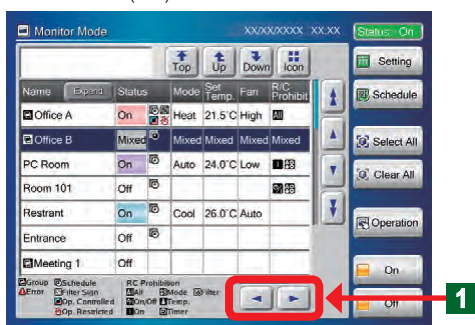 Monitor Mode XX/XX/XXXX XX:XX Status: On
Top Up Down Icon Setting
Name Expand Status Mode Set Temp. Fan R/C Prohibit
Schedule
Office A On Heat 21.5°C High All
Office B Mixed Mixed Mixed Mixed Mixed
Select All
PC Room On Auto 24.0°C Low
Clear All
Room 101 Off
Restrant On Cool 26.0°C Auto
Operation
Entrance Off
Meeting 1 Off
On
Group Schedule R/C Prohibition
Error Filter Sign All Mode Filter
Op. Controlled On/Off Temp.
Op. Restricted On Timer
Off
1